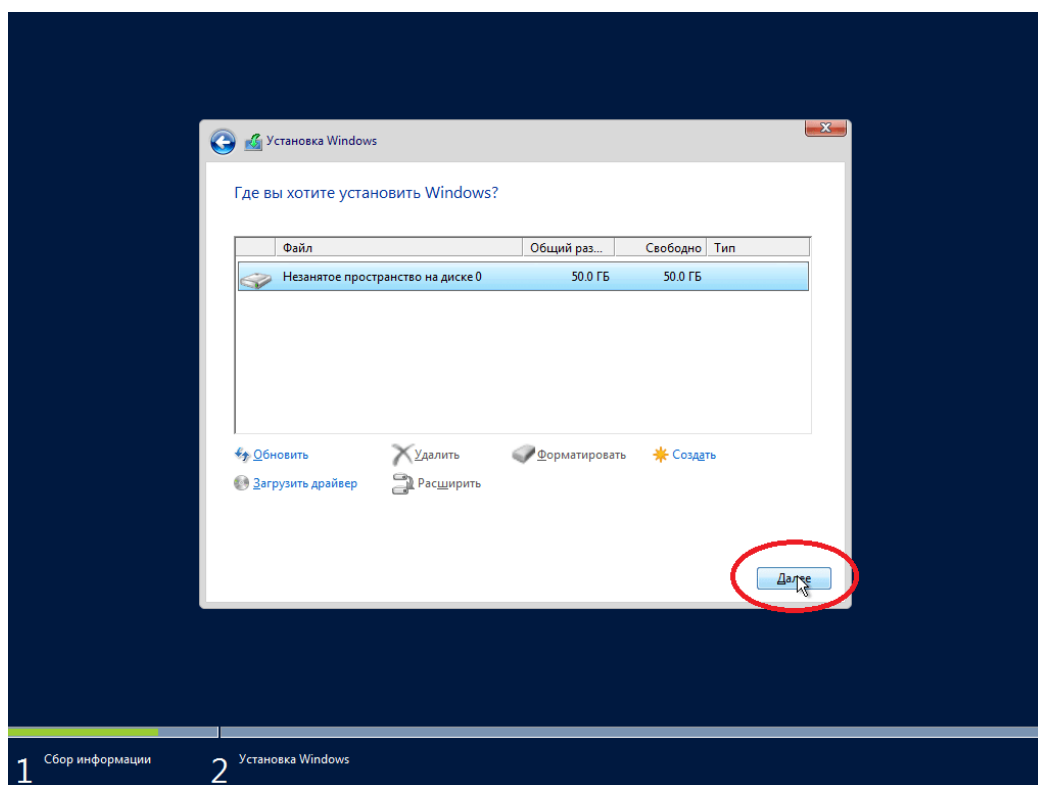 Установка Windows
Где вы хотите установить Windows?
Файл Общий раз... Свободно Тип
Незанятое пространство на диске 0 50.0 ГБ 50.0 ГБ
Обновить Удалить Форматировать Создать
Загрузить драйвер Расширить
Далее
1 Сбор информации 2 Установка Windows